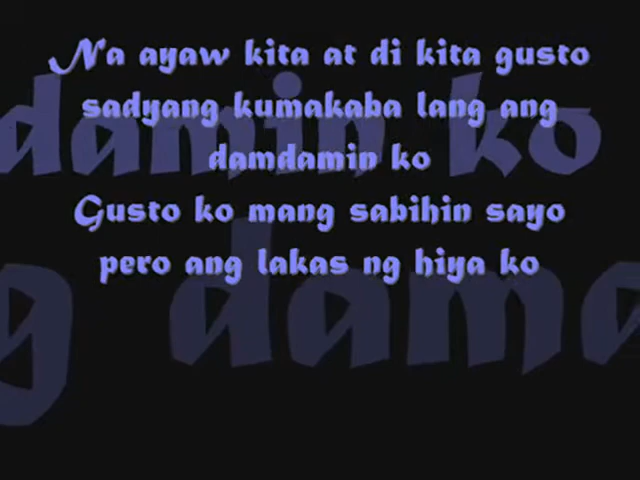 Na ayaw kita at di kita gusto
sadyang kumakaba lang ang
damdamin ko
Gusto ko mang sabihin sayo
pero ang lakas ng hiya ko
damin ko
g dama